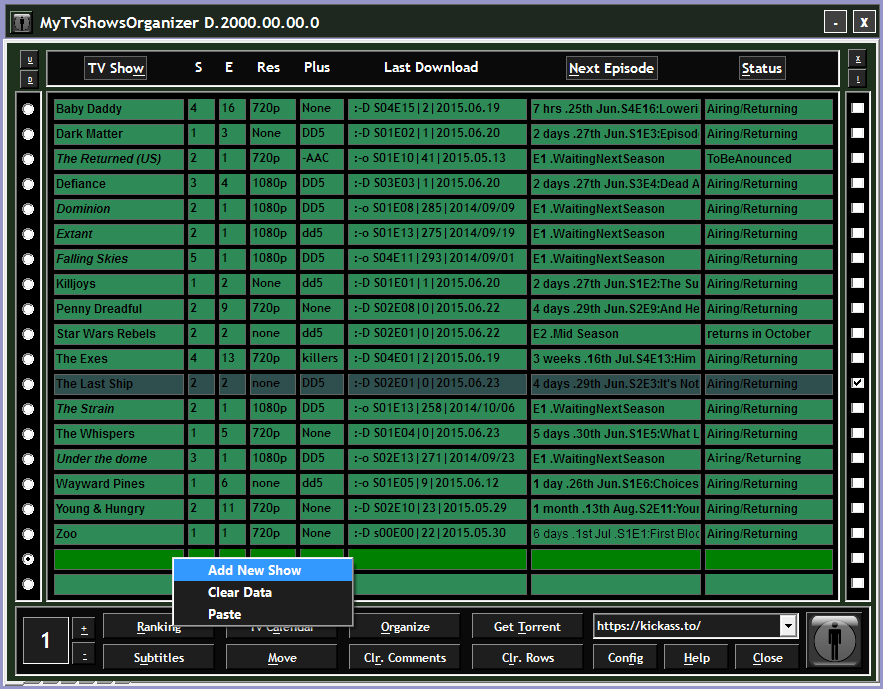 MyTvShowsOrganizer D.2000.00.00.0 - X
U TV Show S E Res Plus Last Download Next Episode Status x
D !
Baby Daddy 4 16 720p None :-D S04E15|2|2015.06.19 7 hrs .25th Jun.S4E16:Loweri Airing/Returning
Dark Matter 1 3 None DD5 :-D S01E02|1|2015.06.20 2 days .27th Jun.S1E3:Episod Airing/Returning
The Returned (US) 2 1 720p -AAC :-o S01E10|41|2015.05.13 E1 .WaitingNextSeason ToBeAnounced
Defiance 3 4 1080p DD5 :-D S03E03|1|2015.06.20 2 days .27th Jun.S3E4:Dead A Airing/Returning
Dominion 2 1 1080p DD5 :-o S01E08|285|2014/09/09 E1 .WaitingNextSeason Airing/Returning
Extant 2 1 1080p dd5 :-o S01E13|275|2014/09/19 E1 .WaitingNextSeason Airing/Returning
Falling Skies 5 1 1080p DD5 :-o S04E11|293|2014/09/01 E1 .WaitingNextSeason Airing/Returning
Killjoys 1 2 None dd5 :-D S01E01|1|2015.06.20 2 days .27th Jun.S1E2:The Su Airing/Returning
Penny Dreadful 2 9 720p None :-D S02E08|0|2015.06.22 4 days .29th Jun.S2E9:And He Airing/Returning
Star Wars Rebels 2 2 none dd5 :-D S02E01|0|2015.06.22 E2 .Mid Season returns in October
The Exes 4 13 720p killers :-D S04E01|2|2015.06.19 3 weeks .16th Jul.S4E13:Him Airing/Returning
The Last Ship 2 2 none DD5 :-D S02E01|0|2015.06.23 4 days .29th Jun.S2E3:It's Not Airing/Returning
The Strain 2 1 1080p DD5 :-o S01E13|258|2014/10/06 E1 .WaitingNextSeason Airing/Returning
The Whispers 1 5 720p None :-D S01E04|0|2015.06.23 5 days .30th Jun.S1E5:What L Airing/Returning
Under the dome 3 1 1080p DD5 :-o S02E13|271|2014/09/23 E1 .WaitingNextSeason Airing/Returning
Wayward Pines 1 6 none dd5 :-o S01E05|9|2015.06.12 1 day .26th Jun.S1E6:Choices Airing/Returning
Young & Hungry 2 11 720p None :-D S02E10|23|2015.05.29 1 month .13th Aug.S2E11:Your Airing/Returning
Zoo 1 1 720p None :-D s00E00|22|2015.05.30 6 days .1st Jul .S1E1:First Bloc Airing/Returning
Add New Show
Clear Data
Paste
1 + Ranking TV Calendar Organize Get Torrent https://kickass.to/
- Subtitles Move Clr. Comments Clr. Rows Config Help Close